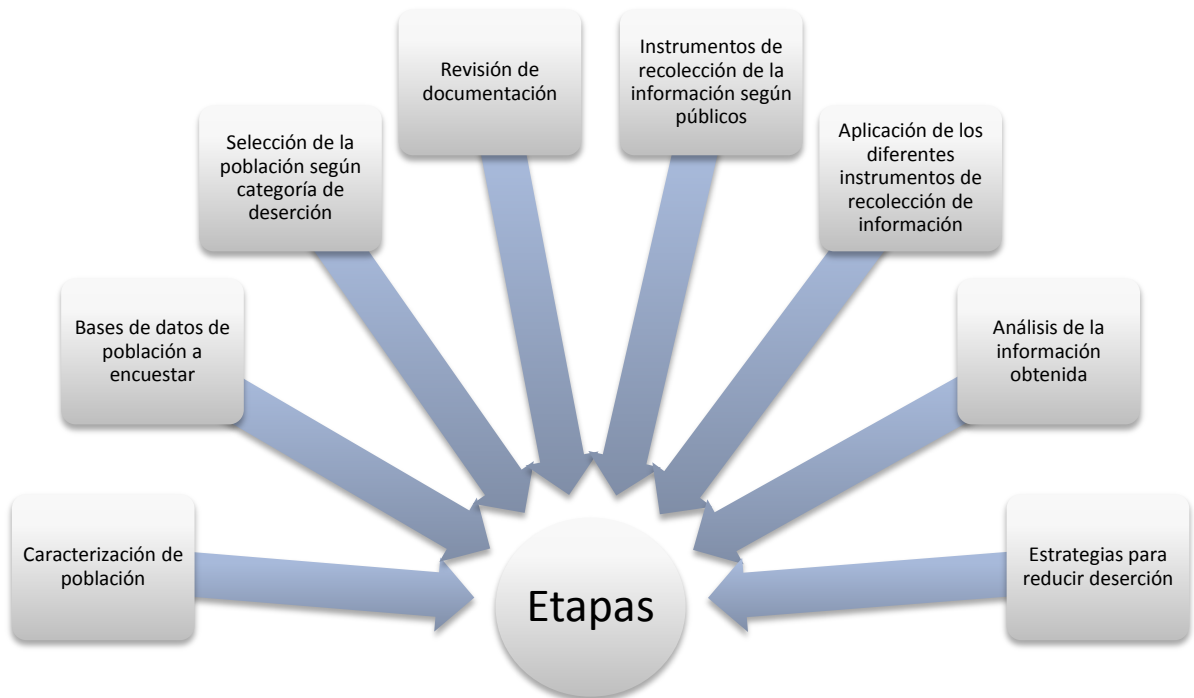 Caracterización de
población
Bases de datos de
población a
encuestar
Selección de la
población según
categoría de
deserción
Revisión de
documentación
Instrumentos de
recolección de la
información según
públicos
Aplicación de los
diferentes
instrumentos de
recolección de
información
Análisis de la
información
obtenida
Estrategias para
reducir deserción
Etapas